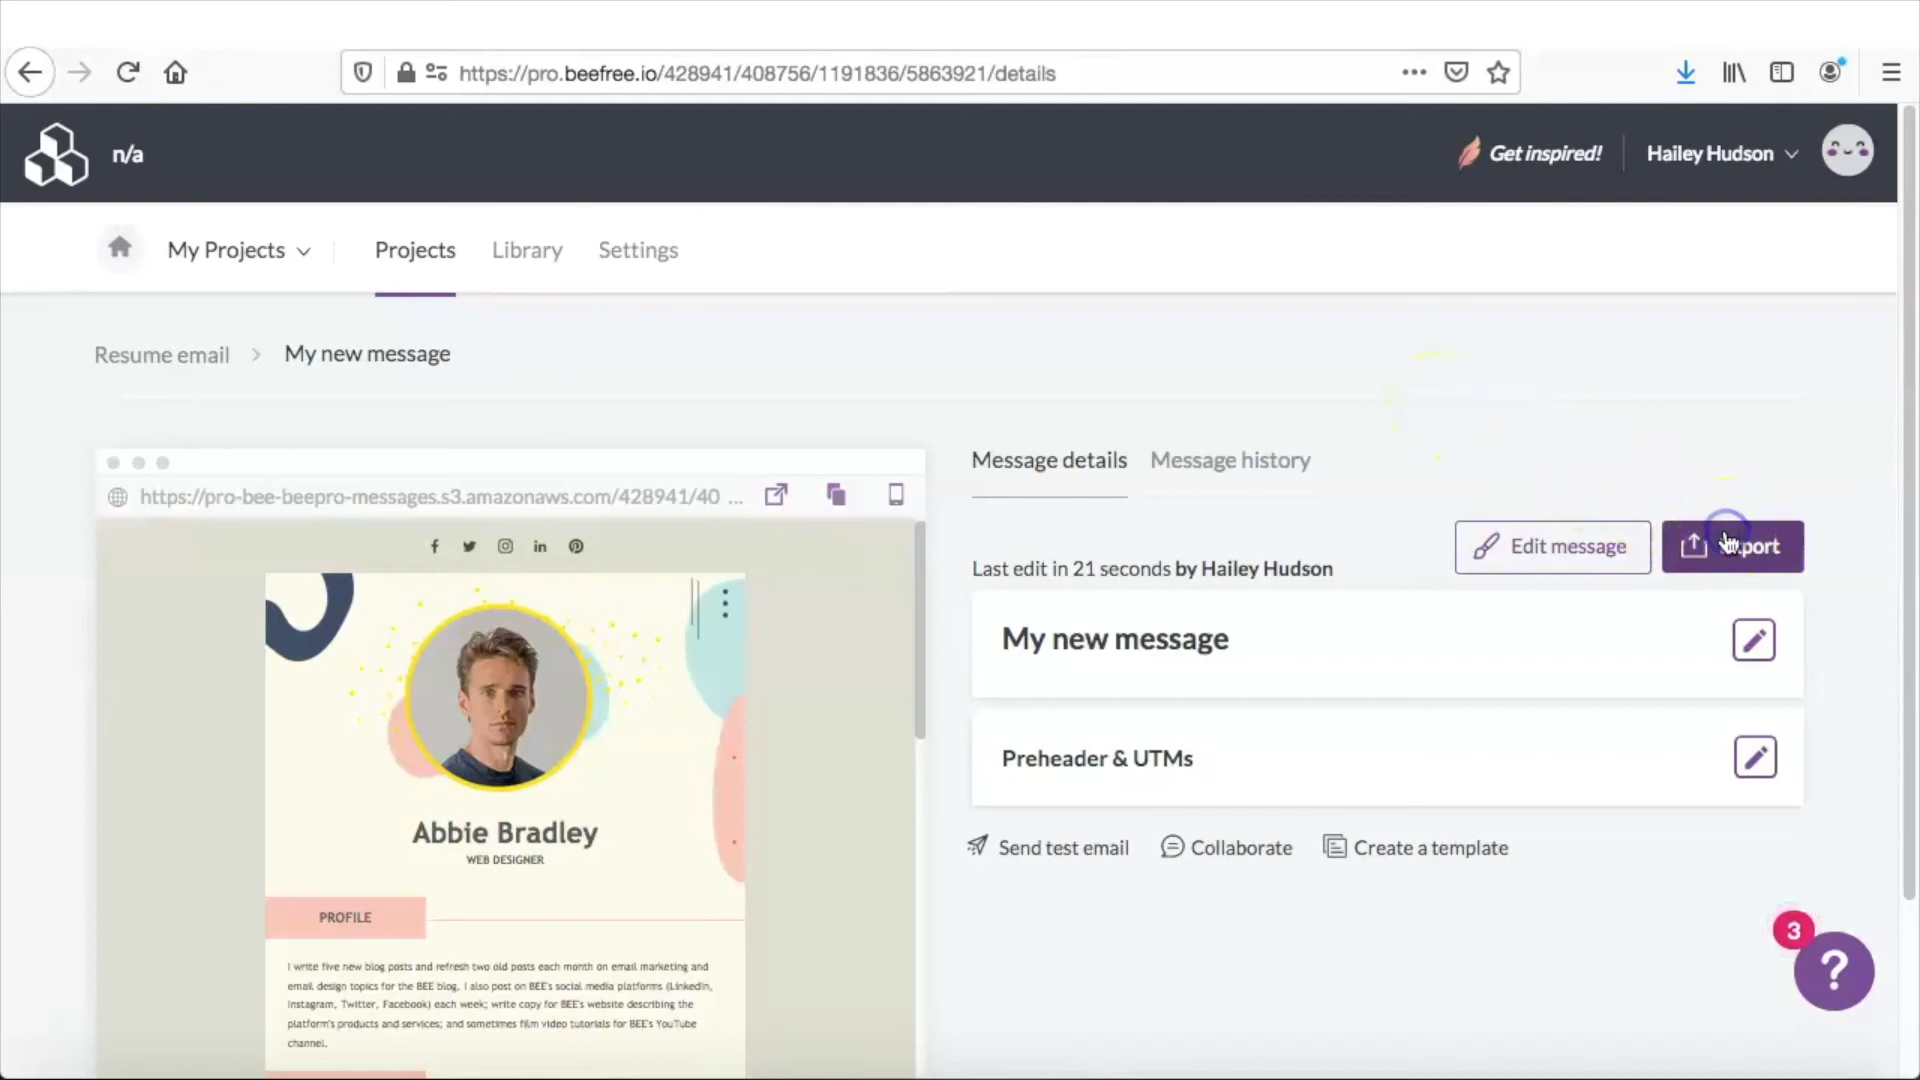 https://pro.beefree.io/428941/408756/1191836/5863921/details
n/a
Get inspired!
Hailey Hudson
My Projects
Projects
Library
Settings
Resume email
My new message
https://pro-bee-beepro-messages.s3.amazonaws.com/428941/40 ...
Abbie Bradley
WEB DESIGNER
PROFILE
I write five new blog posts and refresh two old posts each month on email marketing and
email design topics for the BEE blog. I also post on BEE's social media platforms (LinkedIn,
Instagram, Twitter, Facebook) each week; write copy for BEE's website describing the
platform's products and services; and sometimes film video tutorials for BEE's YouTube
channel.
Message details
Message history
Last edit in 21 seconds by Hailey Hudson
Edit message
My new message
Preheader & UTMs
Send test email
Collaborate
Create a template
3
?